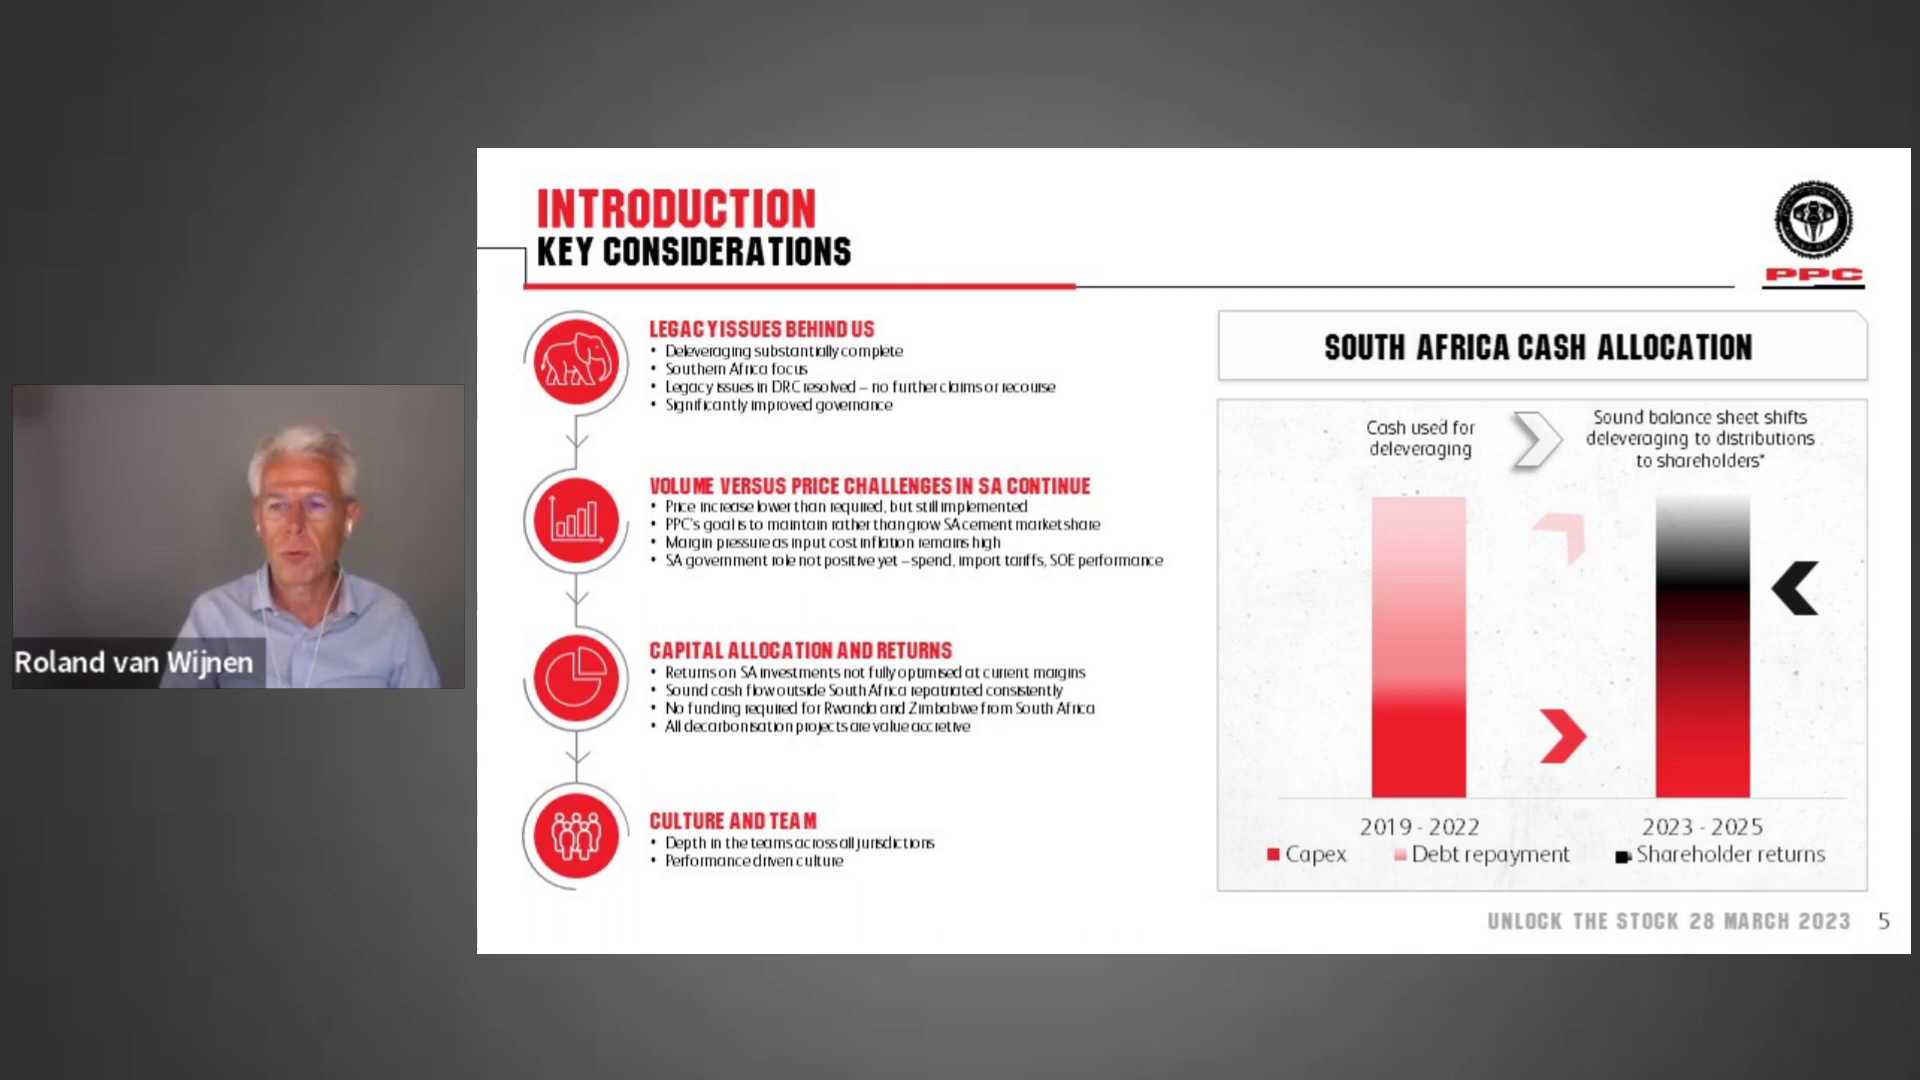 INTRODUCTION
KEY CONSIDERATIONS
PPC
LEGACY ISSUES BEHIND US
• Deleveraging substantially complete
• Southern Africa focus
• Legacy issues in DRC resolved – no further claims or recourse
• Significantly improved governance
VOLUME VERSUS PRICE CHALLENGES IN SA CONTINUE
• Price increase lower than required, but still implemented
• PPC's goal is to maintain rather than grow SA cement market share
• Margin pressure as input cost inflation remains high
• SA government role not positive yet – spend, import tariffs, SOE performance
CAPITAL ALLOCATION AND RETURNS
• Returns on SA investments not fully optimised at current margins
• Sound cash flow outside South Africa repatriated consistently
• No funding required for Rwanda and Zimbabwe from South Africa
• All decarbonisation projects are value accretive
CULTURE AND TEAM
• Depth in the teams across all jurisdictions
• Performance driven culture
SOUTH AFRICA CASH ALLOCATION
Cash used for
deleveraging
Sound balance sheet shifts
deleveraging to distributions
to shareholders*
2019 - 2022
2023 - 2025
Capex
Debt repayment
Shareholder returns
UNLOCK THE STOCK 28 MARCH 2023 5
Roland van Wijnen